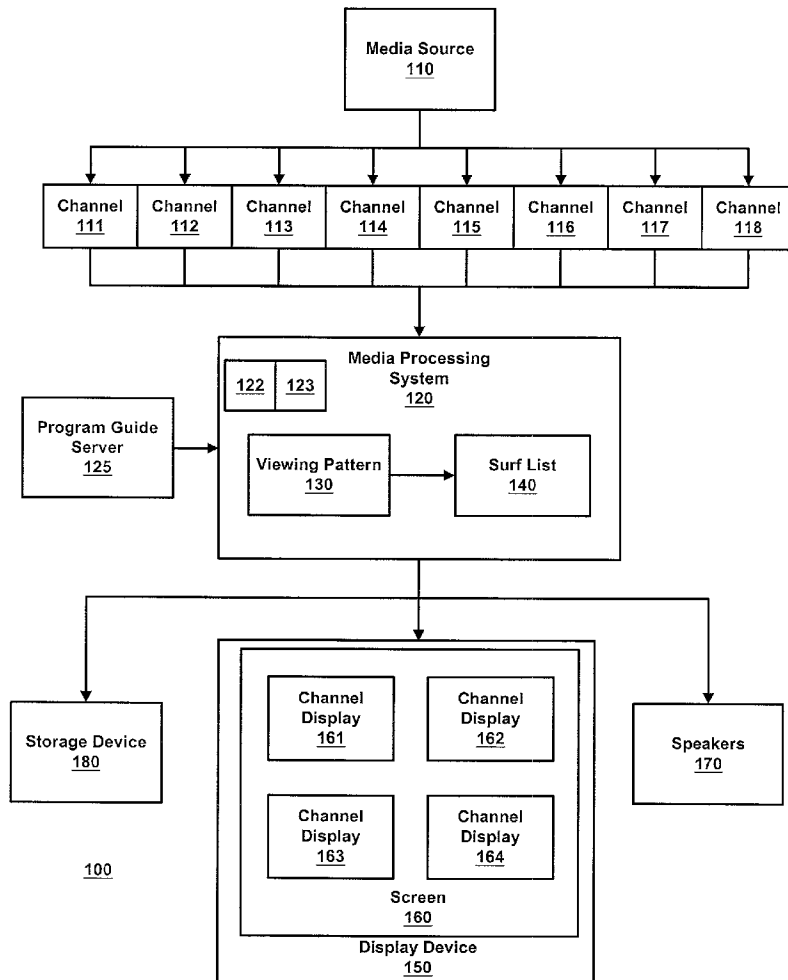 Media Source
110
Channel
111
Channel
112
Channel
113
Channel
114
Channel
115
Channel
116
Channel
117
Channel
118
Media Processing
System
120
122
123
Program Guide
Server
125
Viewing Pattern
130
Surf List
140
Channel
Display
161
Channel
Display
162
Storage Device
180
Speakers
170
Channel
Display
163
Channel
Display
164
100
Screen
160
Display Device
150